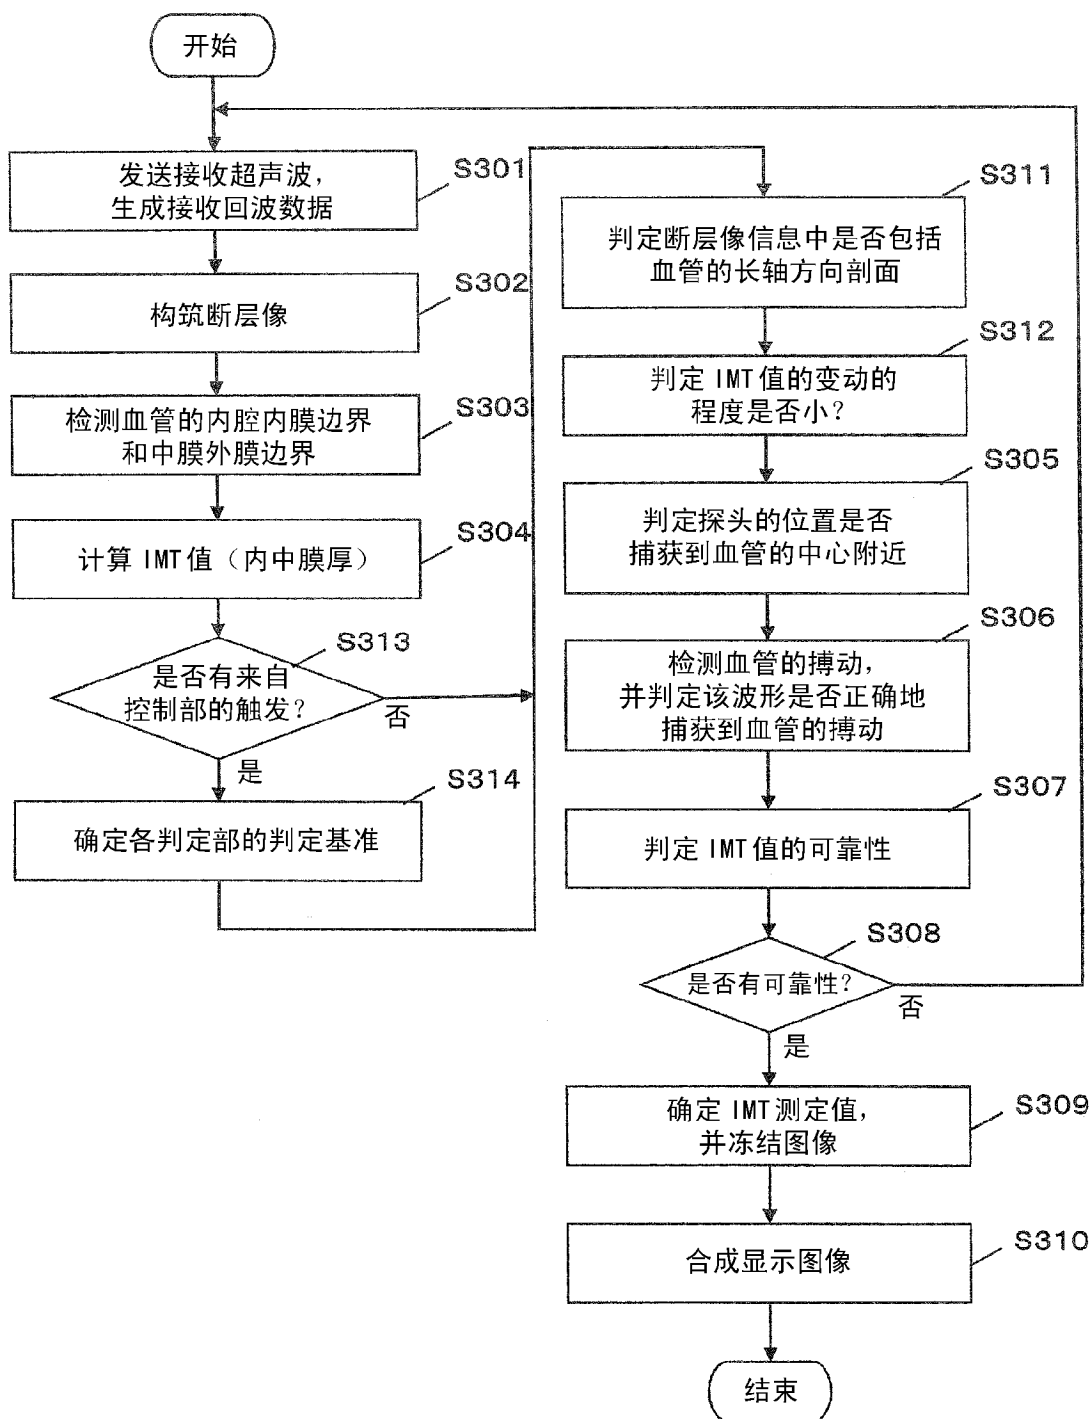 开始
发送接收超声波，
生成接收回波数据
S301
构筑断层像
S302
检测血管的内腔内膜边界
和中膜外膜边界
S303
计算 IMT 值（内中膜厚）
S304
是否有来自
控制部的触发？
S313
否
是
确定各判定部的判定基准
S314
判定断层像信息中是否包括
血管的长轴方向剖面
S311
判定 IMT 值的变动的
程度是否小？
S312
判定探头的位置是否
捕获到血管的中心附近
S305
检测血管的搏动，
并判定该波形是否正确地
捕获到血管的搏动
S306
判定 IMT 值的可靠性
S307
是否有可靠性？
S308
否
是
确定 IMT 测定值，
并冻结图像
S309
合成显示图像
S310
结束